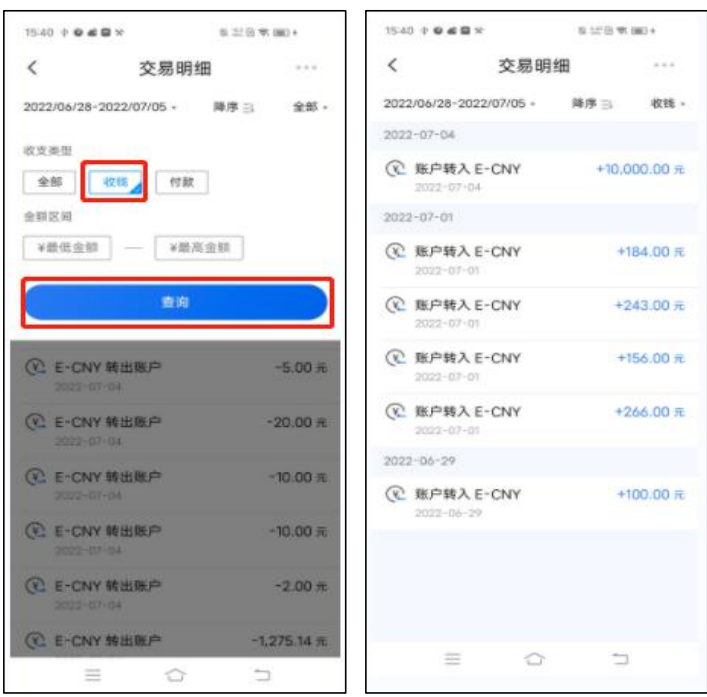 15:40
交易明细
2022/06/28-2022/07/05
降序
全部
收支类型
全部
收钱
付款
金额区间
¥最低金额
—
¥最高金额
查询
E-CNY 转出账户
-5.00 元
2022-07-04
E-CNY 转出账户
-20.00 元
2022-07-04
E-CNY 转出账户
-10.00 元
2022-07-04
E-CNY 转出账户
-10.00 元
2022-07-04
E-CNY 转出账户
-2.00 元
2022-07-04
E-CNY 转出账户
-1,275.14 元
15:40
交易明细
2022/06/28-2022/07/05
降序
收钱
2022-07-04
账户转入 E-CNY
+10,000.00 元
2022-07-04
2022-07-01
账户转入 E-CNY
+184.00 元
2022-07-01
账户转入 E-CNY
+243.00 元
2022-07-01
账户转入 E-CNY
+156.00 元
2022-07-01
账户转入 E-CNY
+266.00 元
2022-07-01
2022-06-29
账户转入 E-CNY
+100.00 元
2022-06-29